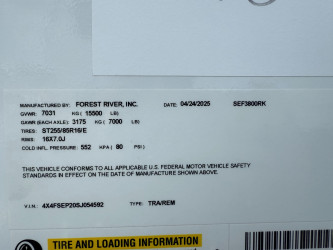 MANUFACTURED BY: FOREST RIVER, INC. DATE: 04/24/2025 SEF3800RK
GVWR: 7031 KG ( 15500 LB)
GAWR (EACH AXLE): 3175 KG ( 7000 LB)
TIRES: ST255/85R16/E
RIMS: 16X7.0J
COLD INFL. PRESSURE: 552 KPA ( 80 PSI)
THIS VEHICLE CONFORMS TO ALL APPLICABLE U.S. FEDERAL MOTOR VEHICLE SAFETY
STANDARDS IN EFFECT ON THE DATE OF MANUFACTURE SHOWN ABOVE.
V.I.N.: 4X4FSEP20SJ054592 TYPE: TRA/REM
TIRE AND LOADING INFORMATION